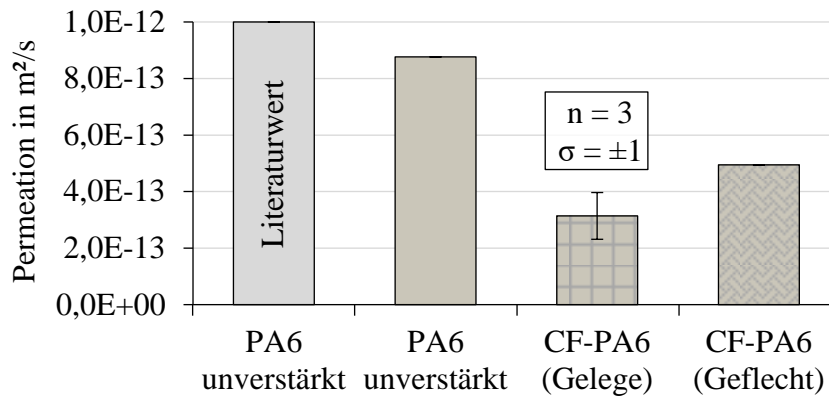 Permeation in m²/s
1,0E-12
8,0E-13
6,0E-13
4,0E-13
2,0E-13
0,0E+00
Literaturwert
n = 3
σ = ±1
PA6
unverstärkt
PA6
unverstärkt
CF-PA6
(Gelege)
CF-PA6
(Geflecht)